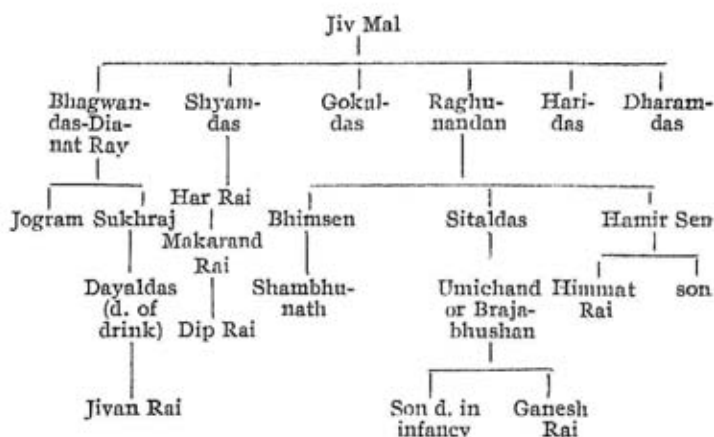 Jiv Mal
Bhagwan- Shyam- Gokul- Raghu- Hari- Dharam-
das-Dia- das das nandan das das
nat Ray
Jogram Sukhraj Har Rai Bhimsen Sitaldas Hamir Sen
Makarand
Rai
Dayaldas Shambhu- Umichand Himmat son
(d. of nath or Braja- Rai
drink) Dip Rai bhushan
Jivan Rai Son d. in Ganesh
infancy Rai